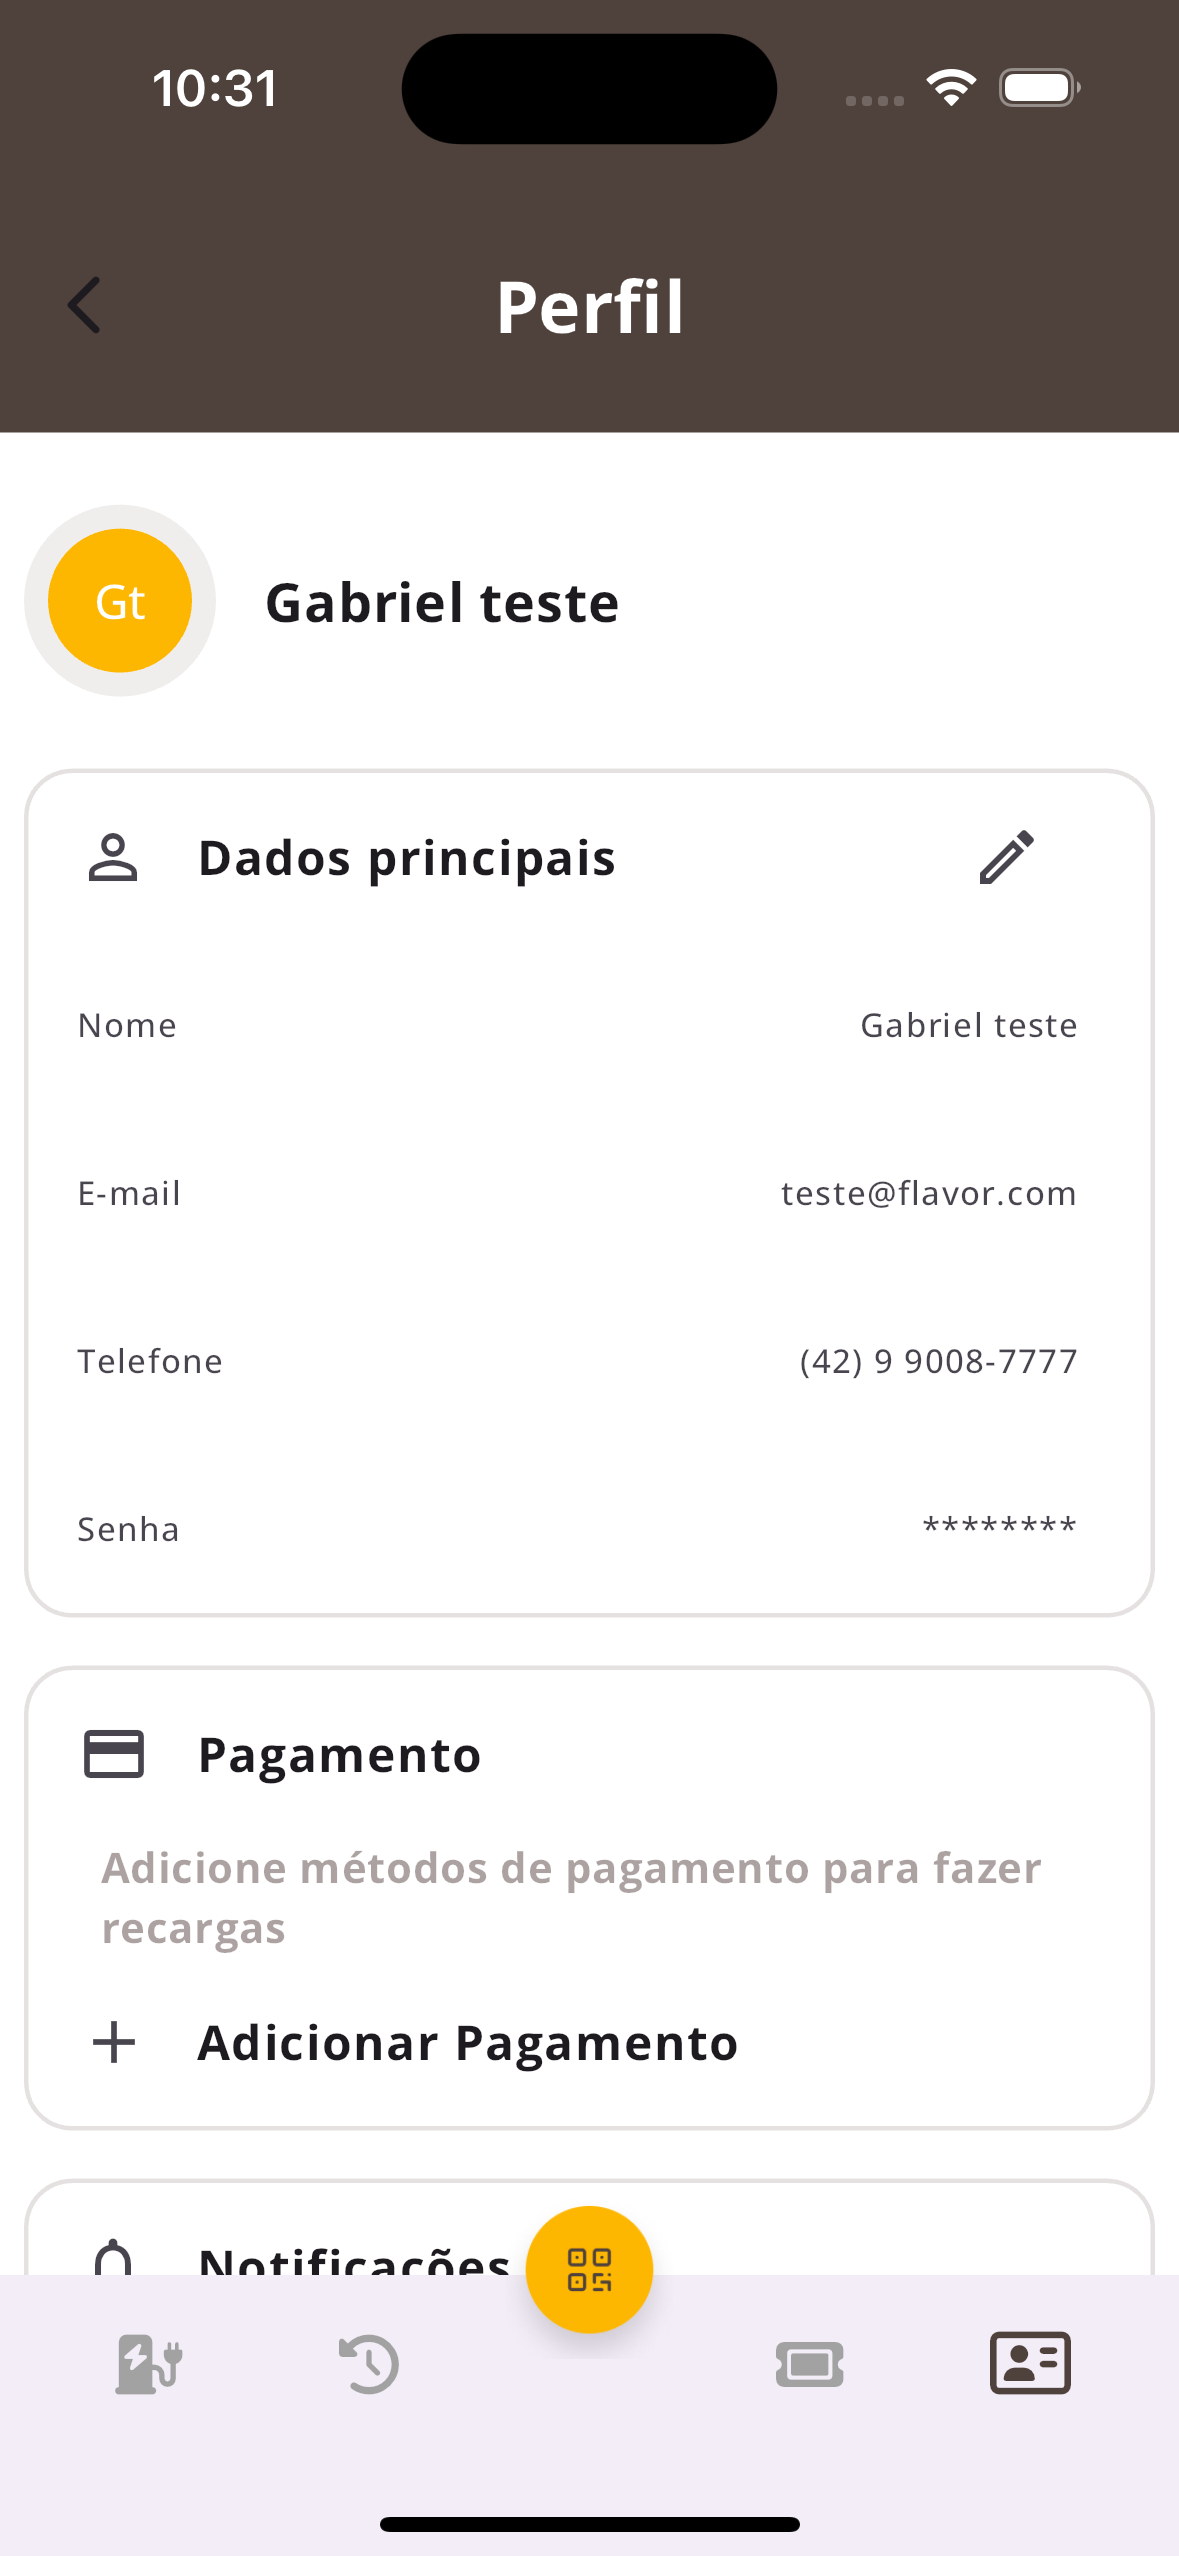 10:31
Perfil
Gt
Gabriel teste
Dados principais
Nome
Gabriel teste
E-mail
teste@flavor.com
Telefone
(42) 9 9008-7777
Senha
********
Pagamento
Adicione métodos de pagamento para fazer
recargas
Adicionar Pagamento
Notificações